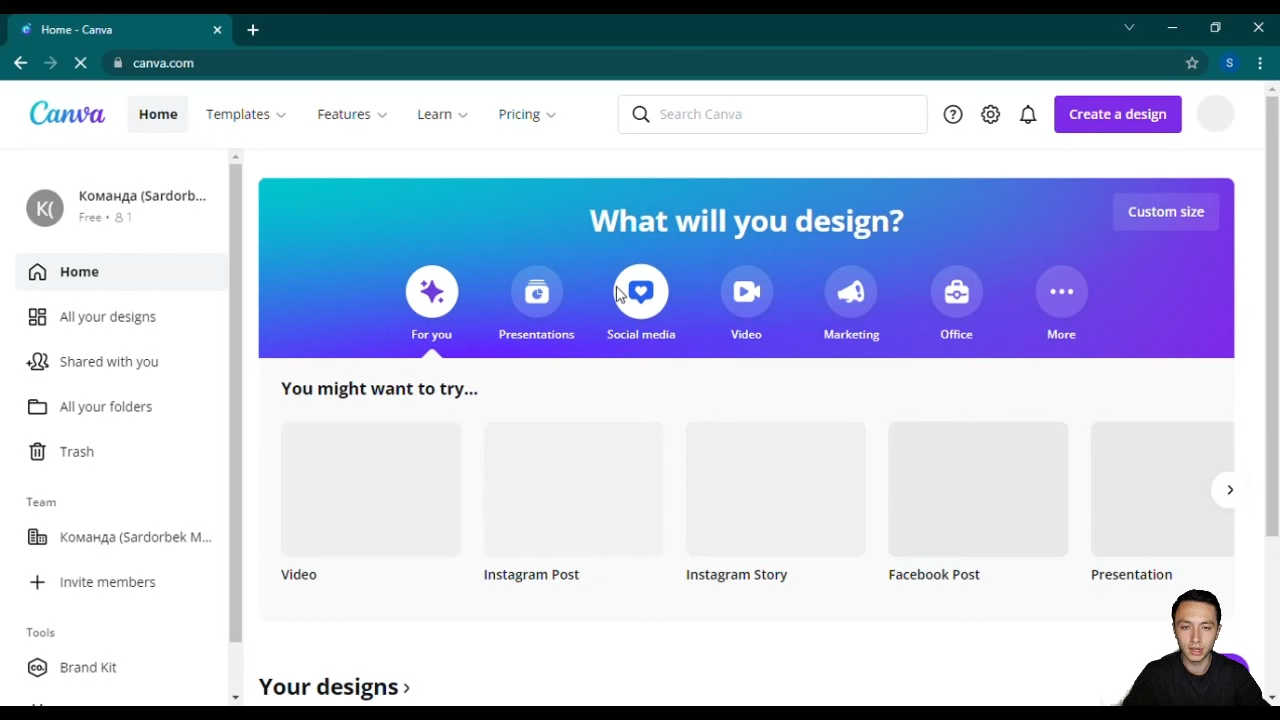 Home - Canva
canva.com
S
Canva
Home
Templates
Features
Learn
Pricing
Search Canva
Create a design
К(
Команда (Sardorb...
Free • 1
Home
All your designs
Shared with you
All your folders
Trash
Team
Команда (Sardorbek M...
Invite members
Tools
CO.
Brand Kit
What will you design?
Custom size
For you
Presentations
Social media
Video
Marketing
Office
More
You might want to try...
Video
Instagram Post
Instagram Story
Facebook Post
Presentation
Your designs ›